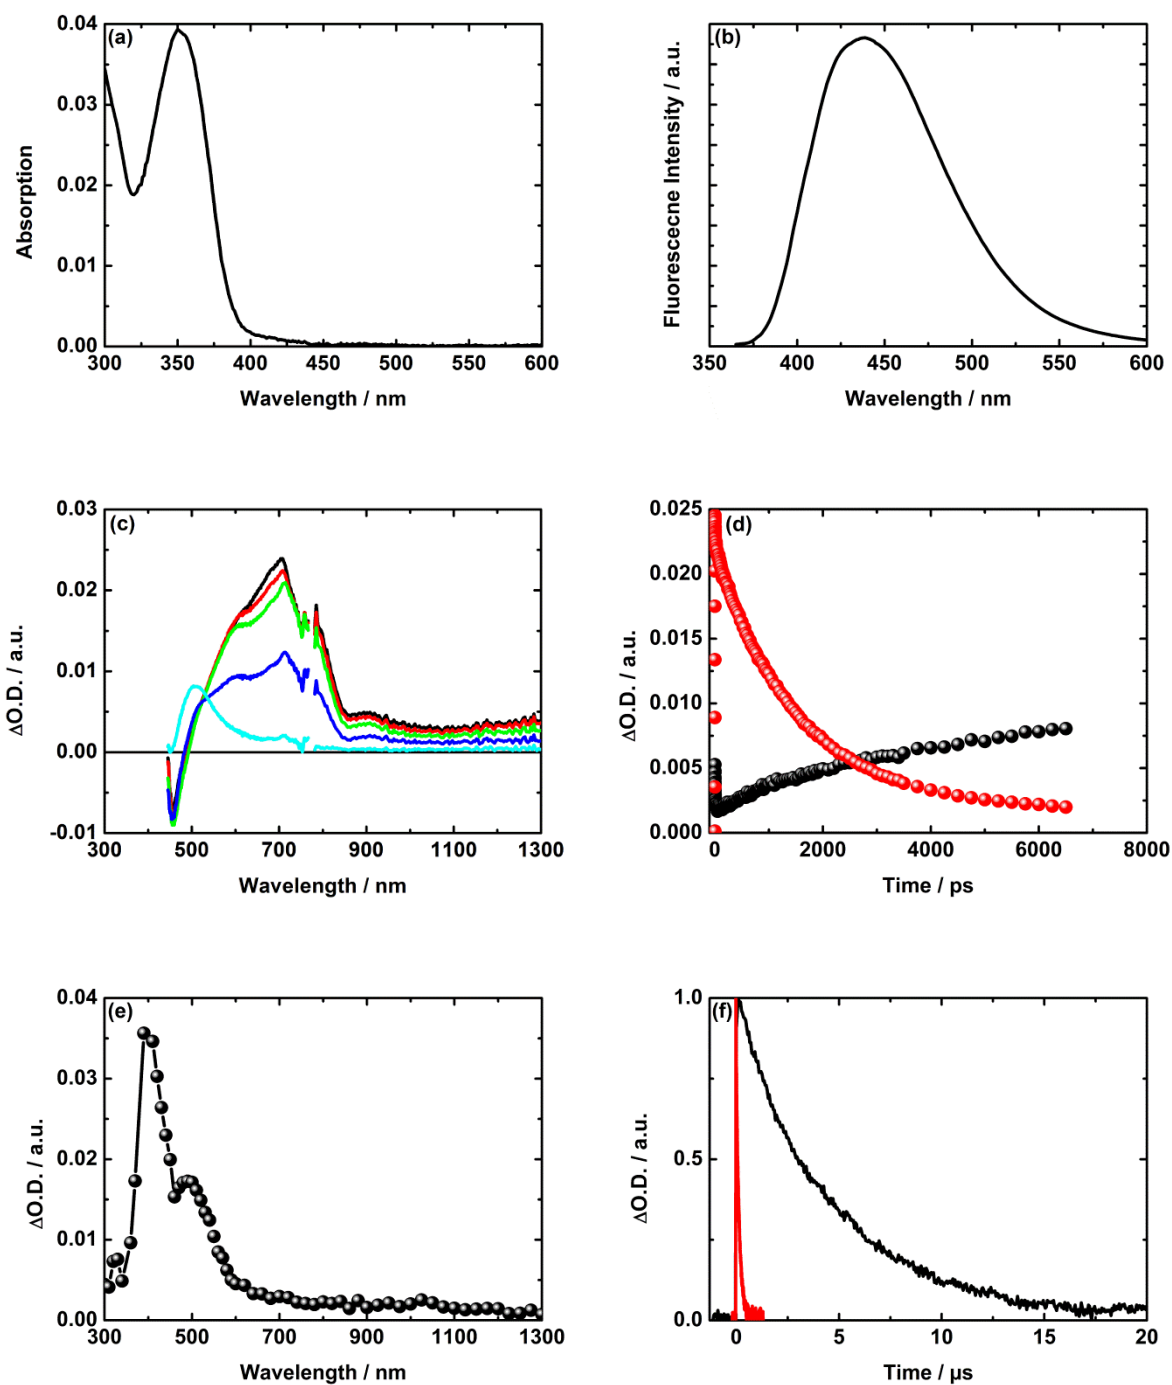 (a)
0.04
0.03
0.02
0.01
0.00
Absorption
300 350 400 450 500 550 600
Wavelength / nm
(b)
Fluorescecne Intensity / a.u.
350 400 450 500 550 600
Wavelength / nm
(c)
0.03
0.02
0.01
0.00
-0.01
ΔO.D. / a.u.
300 500 700 900 1100 1300
Wavelength / nm
(d)
0.025
0.020
0.015
0.010
0.005
0.000
ΔO.D. / a.u.
0 2000 4000 6000 8000
Time / ps
(e)
0.04
0.03
0.02
0.01
0.00
ΔO.D. / a.u.
300 500 700 900 1100 1300
Wavelength / nm
(f)
1.0
0.5
0.0
ΔO.D. / a.u.
0 5 10 15 20
Time / µs